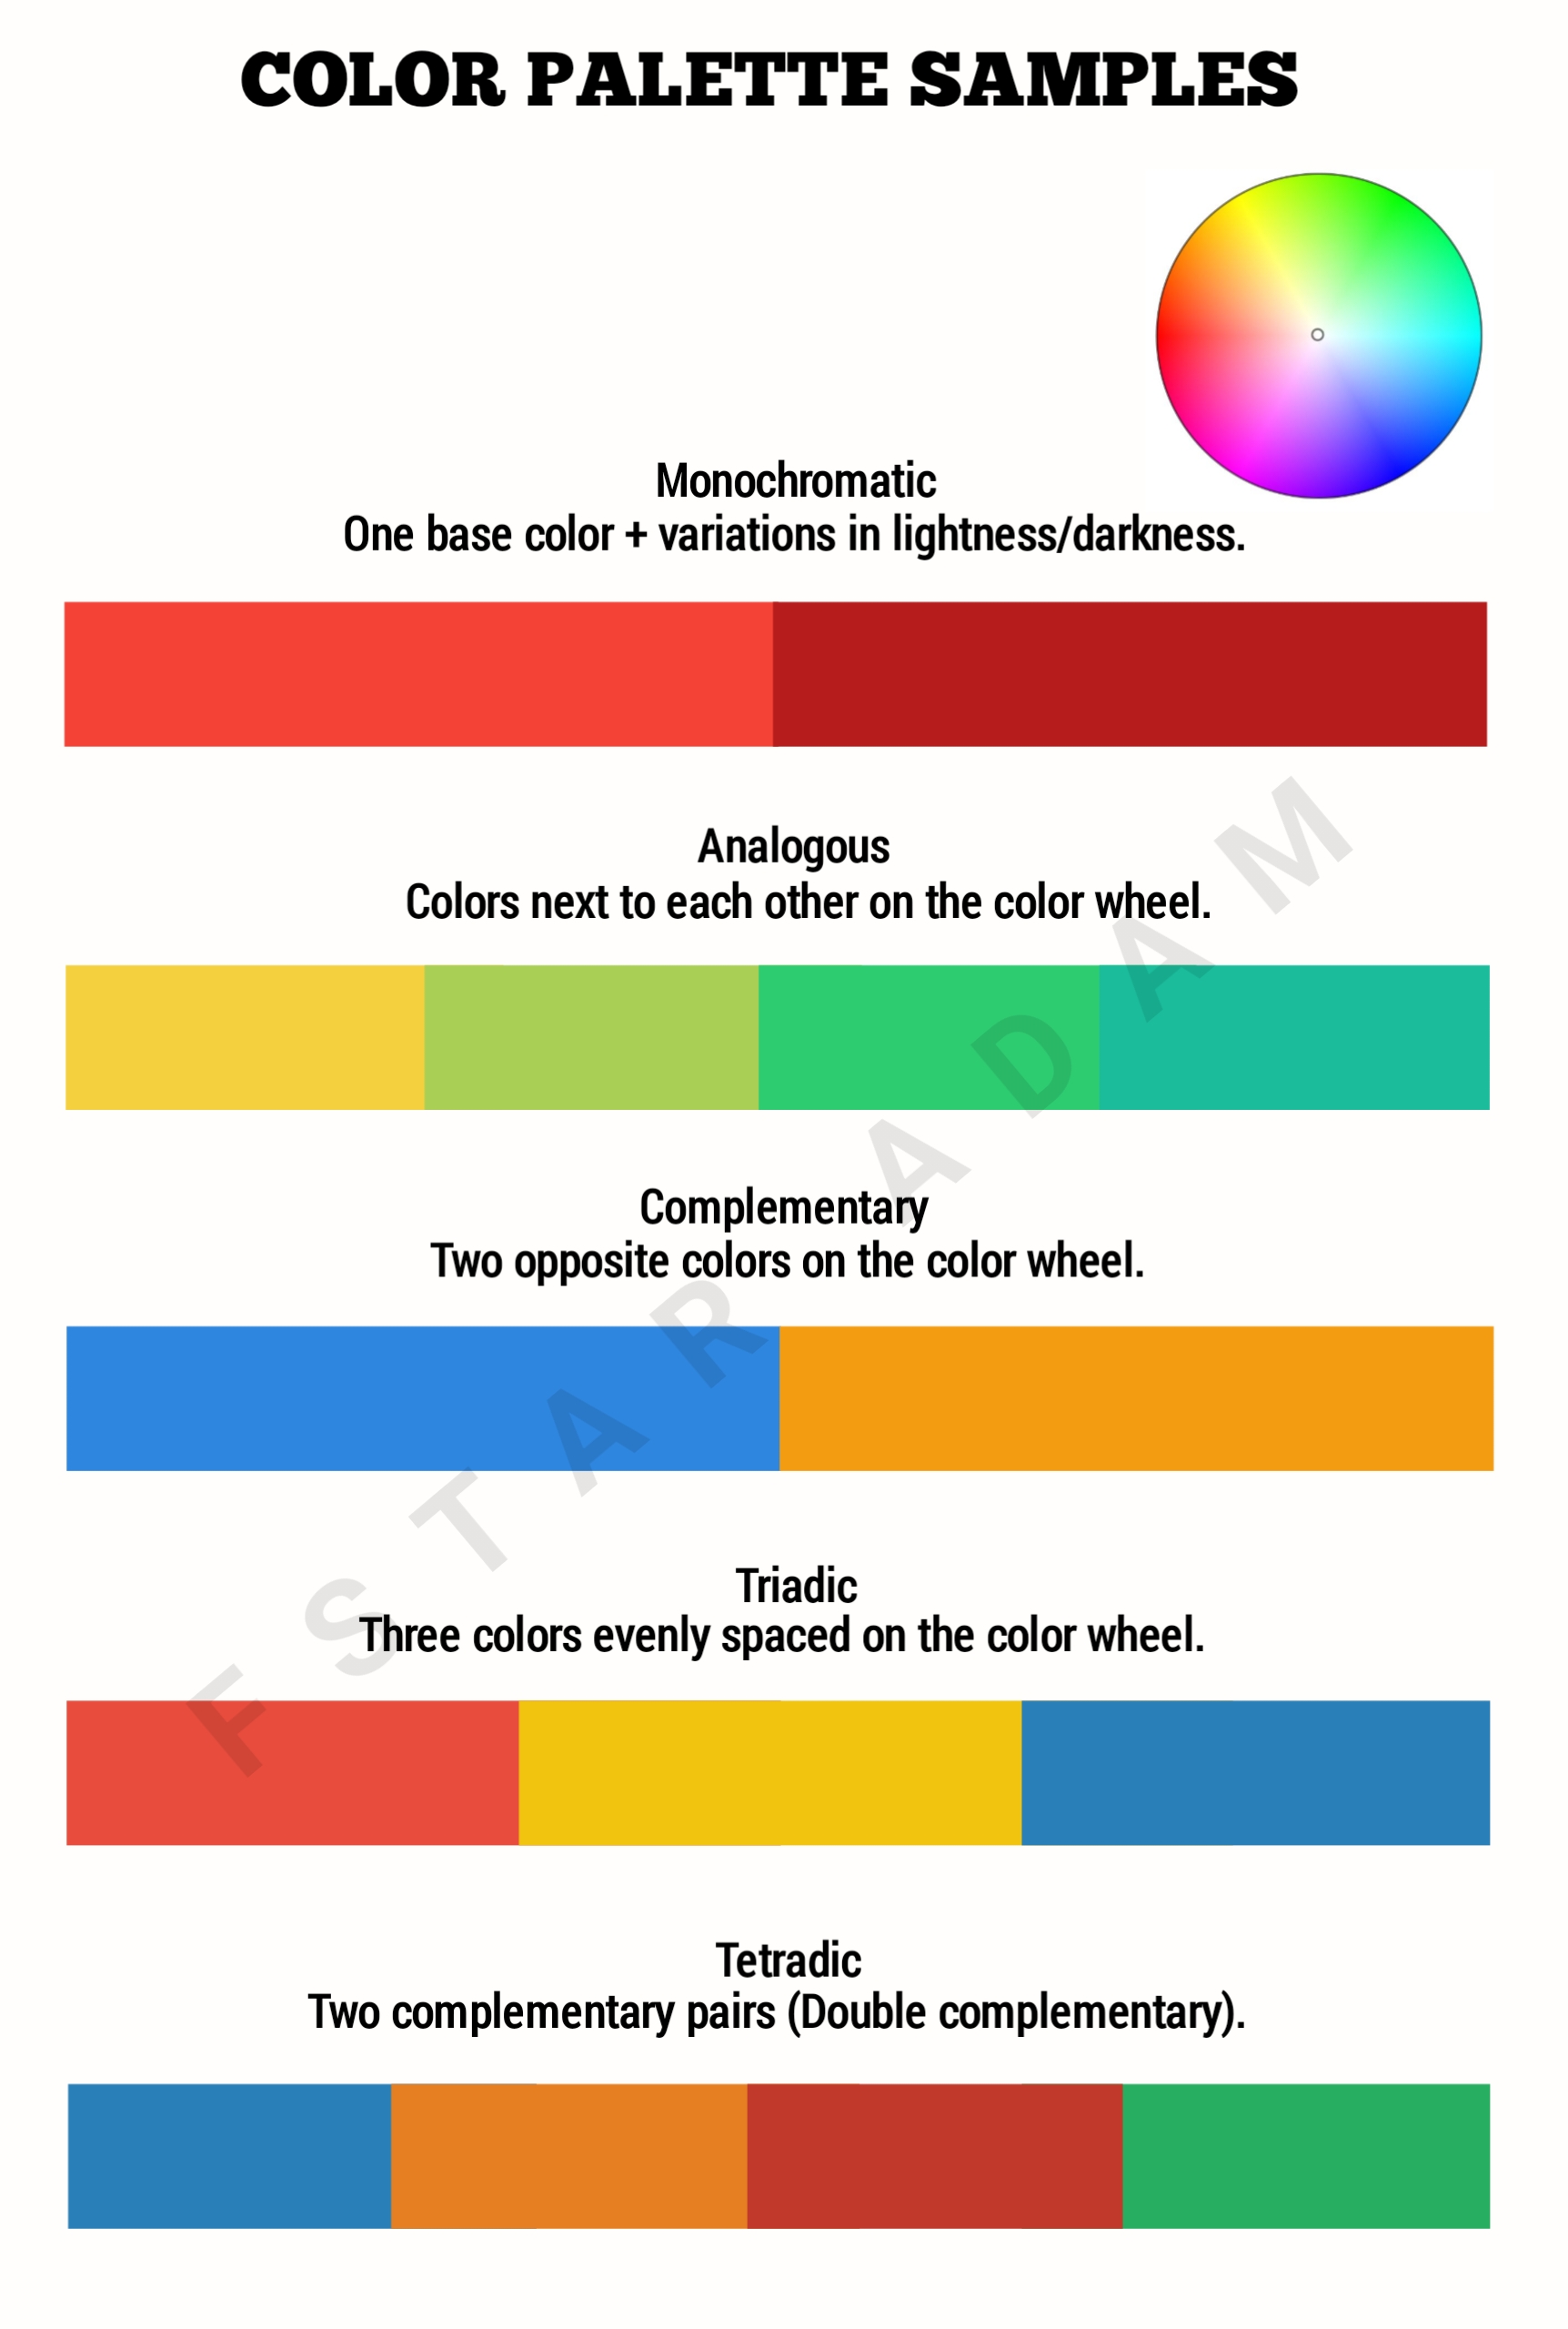 COLOR PALETTE SAMPLES
Monochromatic
One base color + variations in lightness/darkness.
Analogous
Colors next to each other on the color wheel.
Complementary
Two opposite colors on the color wheel.
Triadic
Three colors evenly spaced on the color wheel.
Tetradic
Two complementary pairs (Double complementary).
FSTARADAM